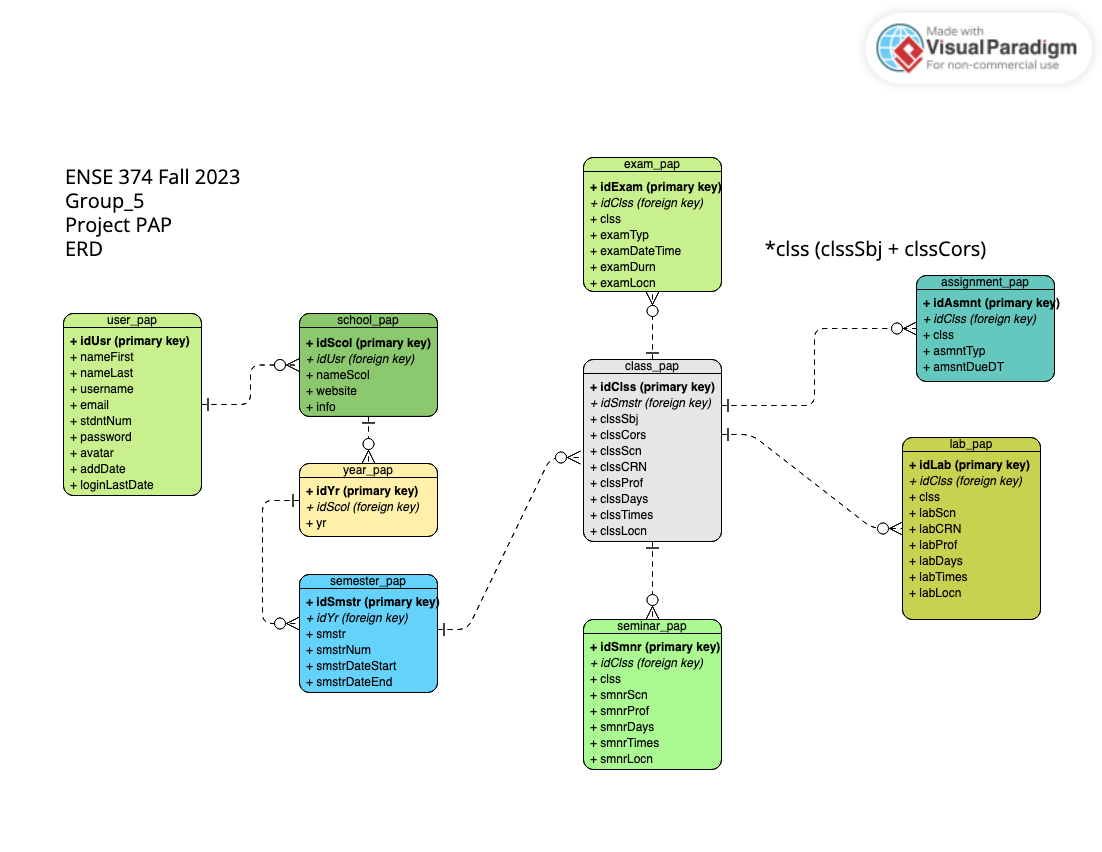 Made with
Visual Paradigm
For non-commercial use
ENSE 374 Fall 2023
Group_5
Project PAP
ERD
exam_pap
+ idExam (primary key)
+ idClss (foreign key)
+ clss
+ examTyp
+ examDateTime
+ examDurn
+ examLocn
*clss (clssSbj + clssCors)
assignment_pap
+ idAsmnt (primary key)
+ idClss (foreign key)
+ clss
+ asmntTyp
+ amsntDueDT
user_pap
+ idUsr (primary key)
+ nameFirst
+ nameLast
+ username
+ email
+ stdntNum
+ password
+ avatar
+ addDate
+ loginLastDate
school_pap
+ idScol (primary key)
+ idUsr (foreign key)
+ nameScol
+ website
+ info
class_pap
+ idClss (primary key)
+ idSmstr (foreign key)
+ clssSbj
+ clssCors
+ clssScn
+ clssCRN
+ clssProf
+ clssDays
+ clssTimes
+ clssLocn
lab_pap
+ idLab (primary key)
+ idClss (foreign key)
+ clss
+ labScn
+ labCRN
+ labProf
+ labDays
+ labTimes
+ labLocn
year_pap
+ idYr (primary key)
+ idScol (foreign key)
+ yr
semester_pap
+ idSmstr (primary key)
+ idYr (foreign key)
+ smstr
+ smstrNum
+ smstrDateStart
+ smstrDateEnd
seminar_pap
+ idSmnr (primary key)
+ idClss (foreign key)
+ clss
+ smnrScn
+ smnrProf
+ smnrDays
+ smnrTimes
+ smnrLocn